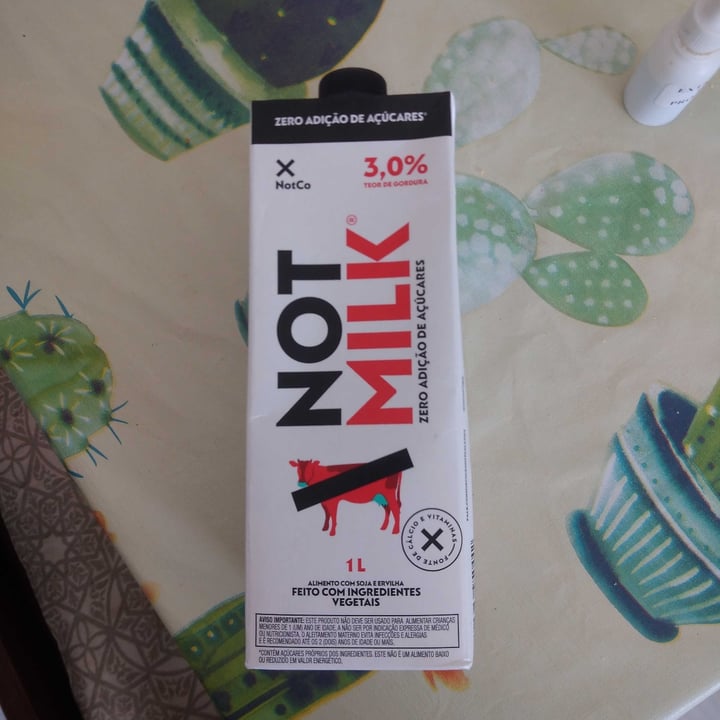 ZERO ADIÇÃO DE AÇÚCARES*
NotCo
3,0%
TEOR DE GORDURA
NOT
MILK®
ZERO ADIÇÃO DE AÇÚCARES
FONTE DE CÁLCIO E VITAMINAS
1 L
ALIMENTO COM SOJA E ERVILHA
FEITO COM INGREDIENTES
VEGETAIS
AVISO IMPORTANTE: ESTE PRODUTO NÃO DEVE SER USADO PARA ALIMENTAR CRIANÇAS
MENORES DE 1 (UM) ANO DE IDADE, A NÃO SER POR INDICAÇÃO EXPRESSA DE MÉDICO
OU NUTRICIONISTA. O ALEITAMENTO MATERNO EVITA INFECÇÕES E ALERGIAS
E É RECOMENDADO ATÉ OS 2 (DOIS) ANOS DE IDADE OU MAIS.
*CONTÉM AÇÚCARES PRÓPRIOS DOS INGREDIENTES. ESTE NÃO É UM ALIMENTO BAIXO
OU REDUZIDO EM VALOR ENERGÉTICO.